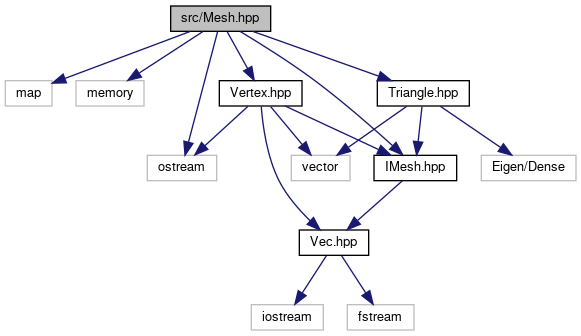 src/Mesh.hpp
map
memory
Vertex.hpp
Triangle.hpp
ostream
vector
IMesh.hpp
Eigen/Dense
Vec.hpp
iostream
fstream